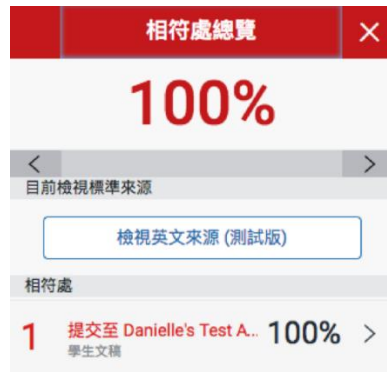 相符處總覽
100%
目前檢視標準來源
檢視英文來源 (測試版)
相符處
1 提交至 Danielle's Test A... 100%
學生文稿